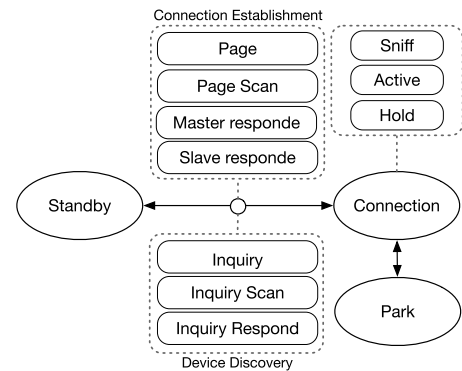 Connection Establishment
Page
Page Scan
Master responde
Slave responde
Sniff
Active
Hold
Standby
Connection
Inquiry
Inquiry Scan
Inquiry Respond
Park
Device Discovery